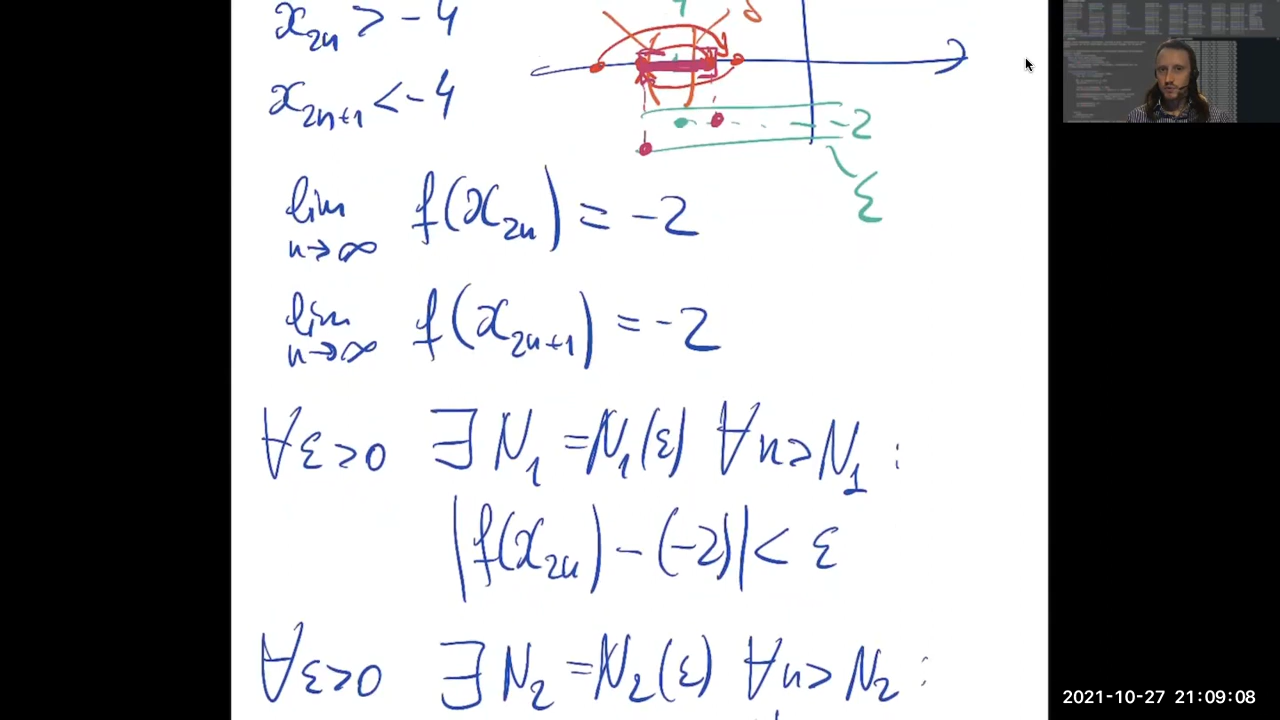 x_{2n} > -4
x_{2n+1} < -4
-2
ε
lim_{n→∞} f(x_{2n}) = -2
lim_{n→∞} f(x_{2n+1}) = -2
∀ε>0 ∃ N_1 = N_1(ε) ∀n > N_1 :
|f(x_{2n}) - (-2)| < ε
∀ε>0 ∃ N_2 = N_2(ε) ∀n > N_2 :
2021-10-27 21:09:08